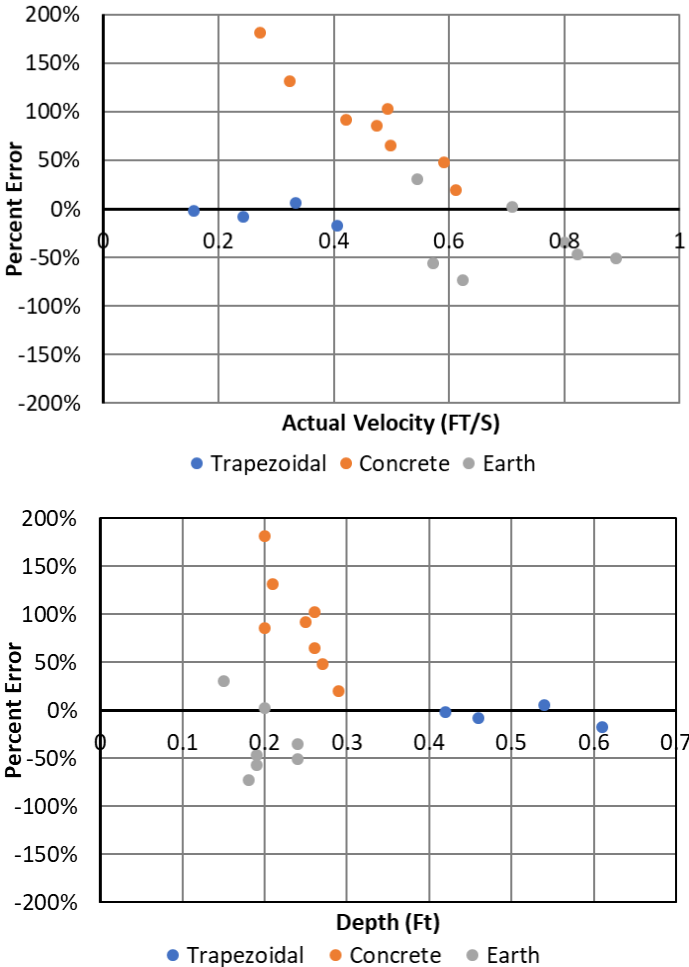 200%
150%
100%
50%
0%
-50%
-100%
-150%
-200%
0 0.2 0.4 0.6 0.8 1
Percent Error
Actual Velocity (FT/S)
Trapezoidal Concrete Earth
200%
150%
100%
50%
0%
-50%
-100%
-150%
-200%
0 0.1 0.2 0.3 0.4 0.5 0.6 0.7
Percent Error
Depth (Ft)
Trapezoidal Concrete Earth